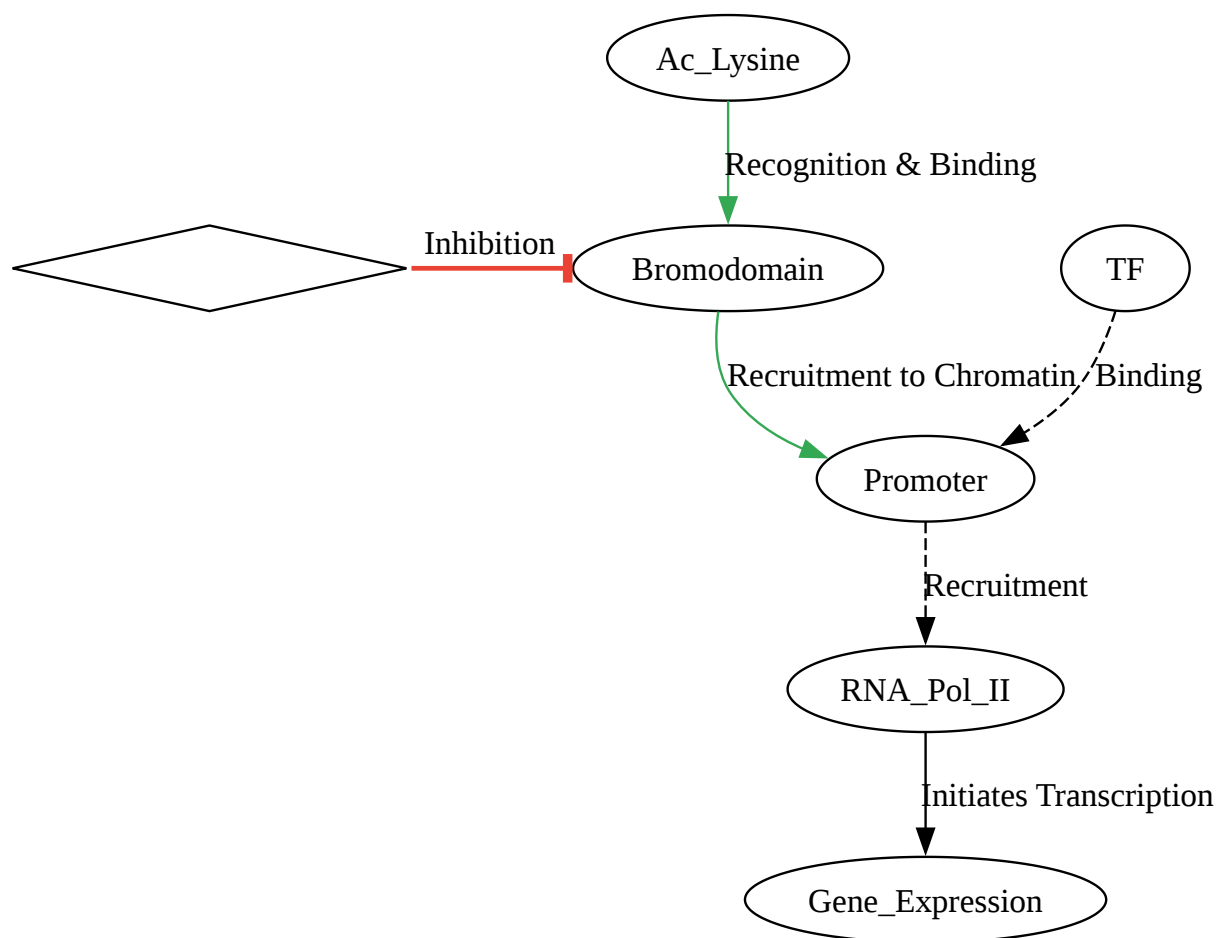 Ac_Lysine
Recognition & Binding
Inhibition
Bromodomain
TF
Recruitment to Chromatin
Binding
Promoter
Recruitment
RNA_Pol_II
Initiates Transcription
Gene_Expression